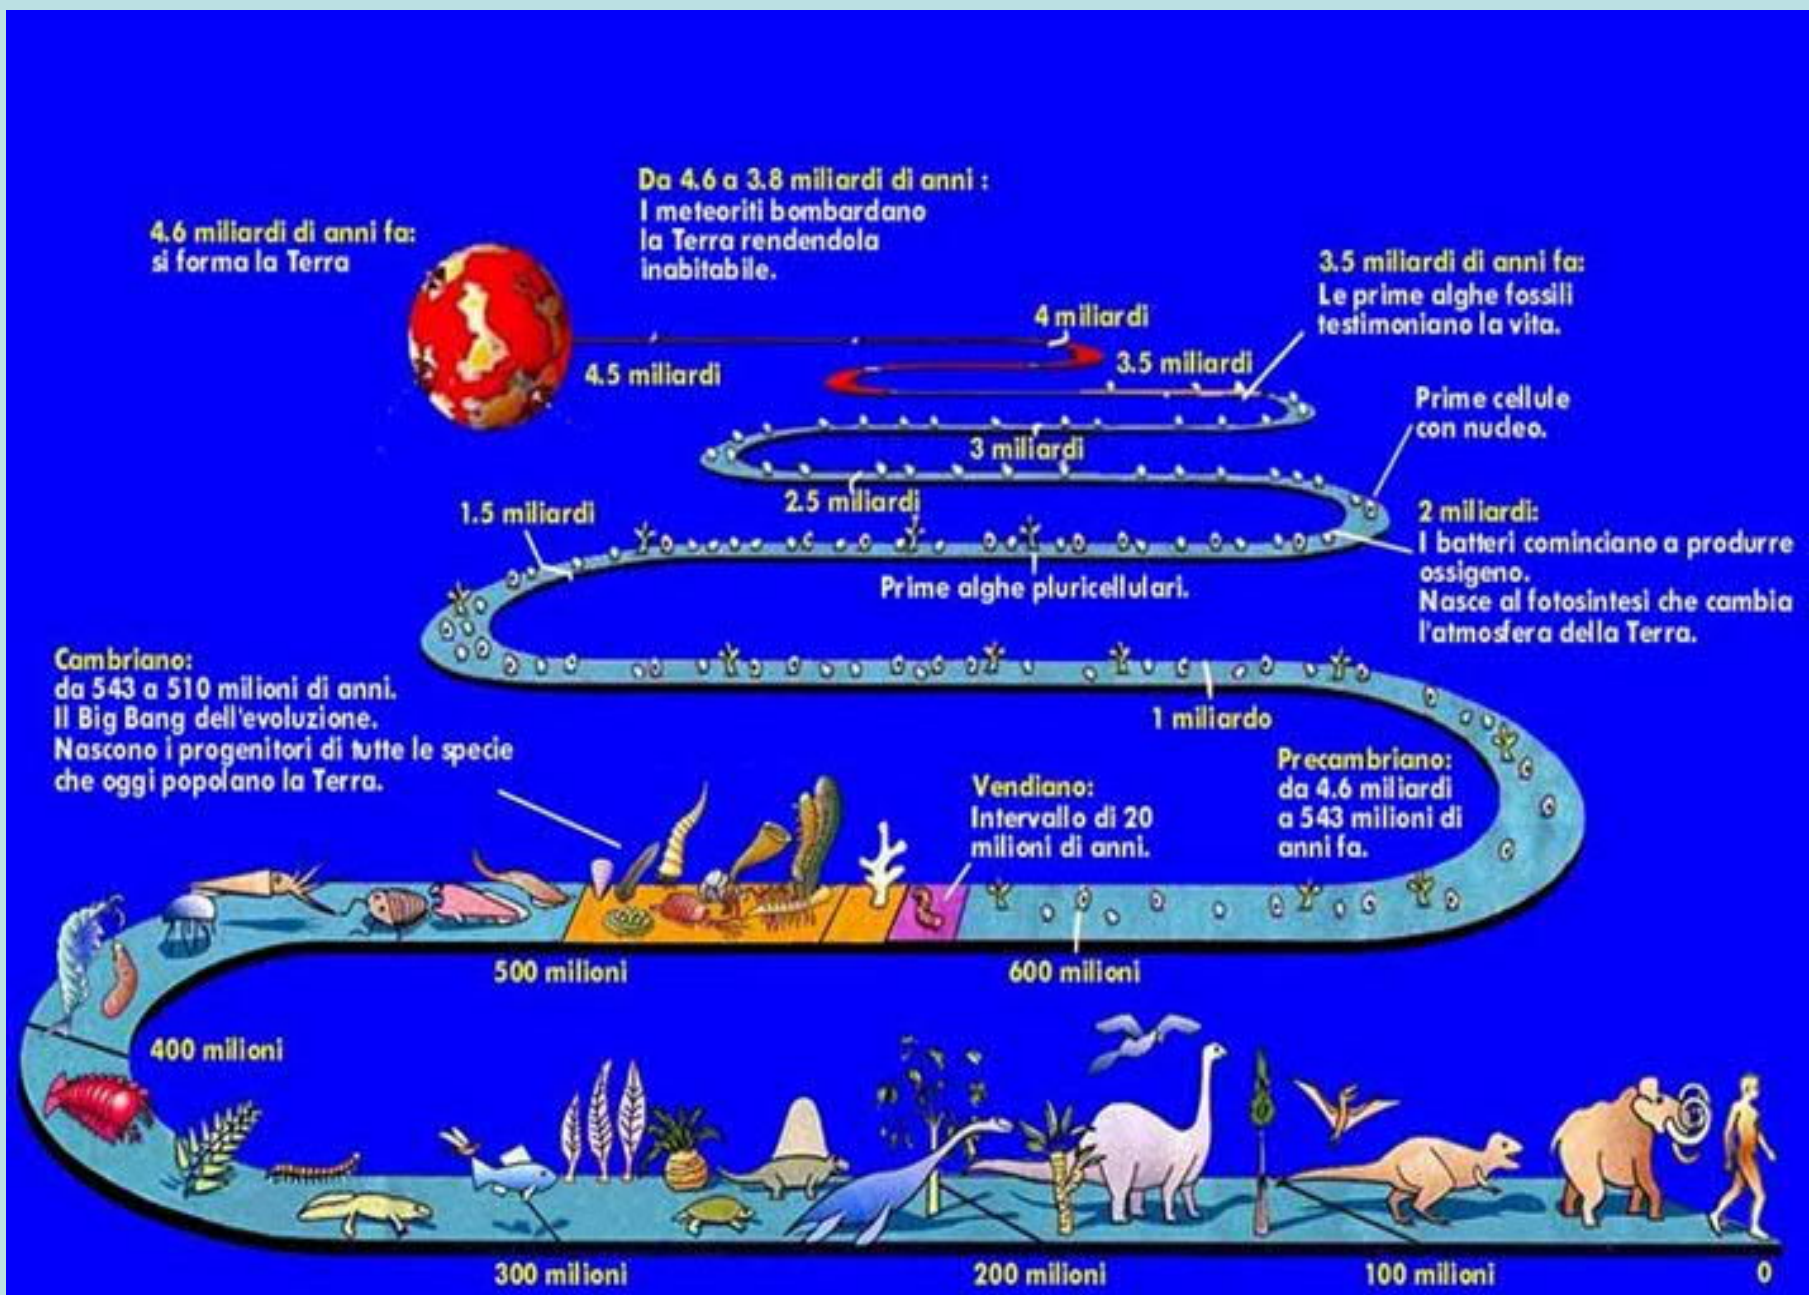 4.6 miliardi di anni fa:
si forma la Terra
Da 4.6 a 3.8 miliardi di anni :
I meteoriti bombardano
la Terra rendendola
inabitabile.
3.5 miliardi di anni fa:
Le prime alghe fossili
testimoniano la vita.
4 miliardi
4.5 miliardi
3.5 miliardi
Prime cellule
con nucleo.
3 miliardi
2.5 miliardi
1.5 miliardi
2 miliardi:
I batteri cominciano a produrre
ossigeno.
Nasce al fotosintesi che cambia
l'atmosfera della Terra.
Prime alghe pluricellulari.
Cambriano:
da 543 a 510 milioni di anni.
Il Big Bang dell'evoluzione.
Nascono i progenitori di tutte le specie
che oggi popolano la Terra.
1 miliardo
Precambriano:
da 4.6 miliardi
a 543 milioni di
anni fa.
Vendiano:
Intervallo di 20
milioni di anni.
500 milioni
600 milioni
400 milioni
300 milioni
200 milioni
100 milioni
0